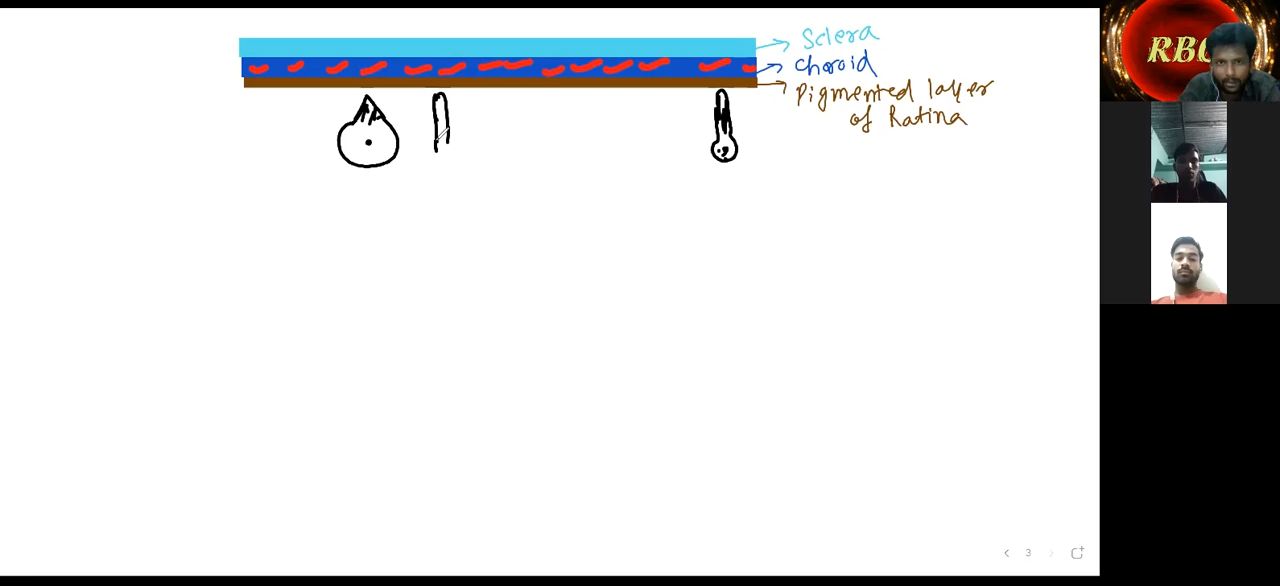 Sclera
choroid
Pigmented layer
of Ratina
RBC
3